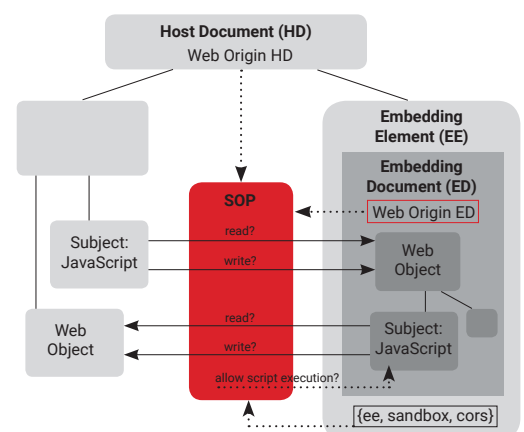 Host Document (HD)
Web Origin HD
Embedding
Element (EE)
Embedding
Document (ED)
SOP
Web Origin ED
read?
Subject:
JavaScript
Web
Object
write?
read?
Web
Object
Subject:
JavaScript
write?
allow script execution?
{ee, sandbox, cors}